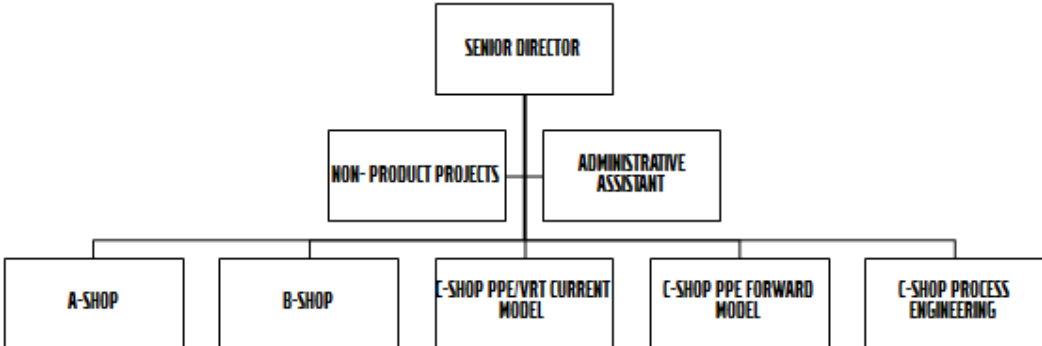 SENIOR DIRECTOR
NON- PRODUCT PROJECTS
ADMINISTRATIVE
ASSISTANT
A-SHOP
B-SHOP
C-SHOP PPE/VRT CURRENT
MODEL
C-SHOP PPE FORWARD
MODEL
C-SHOP PROCESS
ENGINEERING